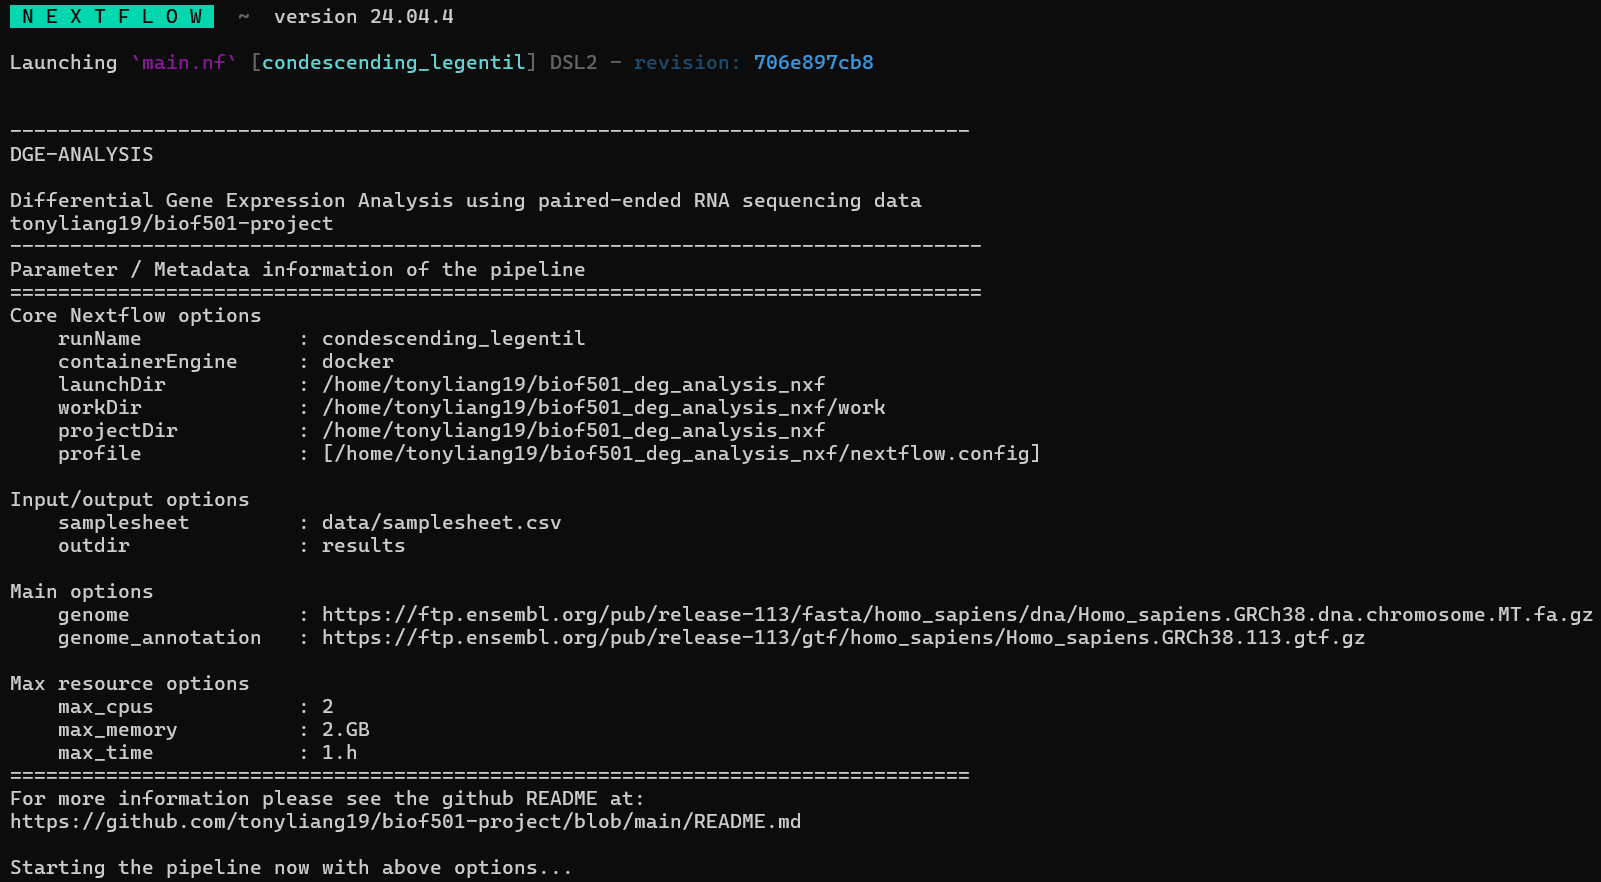 N E X T F L O W  ~  version 24.04.4
Launching `main.nf` [condescending_legentil] DSL2 - revision: 706e897cb8
--------------------------------------------------------------------------------
DGE-ANALYSIS
Differential Gene Expression Analysis using paired-ended RNA sequencing data
tonyliang19/biof501-project
---------------------------------------------------------------------------------
Parameter / Metadata information of the pipeline
=================================================================================
Core Nextflow options
    runName             : condescending_legentil
    containerEngine     : docker
    launchDir           : /home/tonyliang19/biof501_deg_analysis_nxf
    workDir             : /home/tonyliang19/biof501_deg_analysis_nxf/work
    projectDir          : /home/tonyliang19/biof501_deg_analysis_nxf
    profile             : [/home/tonyliang19/biof501_deg_analysis_nxf/nextflow.config]
Input/output options
    samplesheet         : data/samplesheet.csv
    outdir              : results
Main options
    genome              : https://ftp.ensembl.org/pub/release-113/fasta/homo_sapiens/dna/Homo_sapiens.GRCh38.dna.chromosome.MT.fa.gz
    genome_annotation   : https://ftp.ensembl.org/pub/release-113/gtf/homo_sapiens/Homo_sapiens.GRCh38.113.gtf.gz
Max resource options
    max_cpus            : 2
    max_memory          : 2.GB
    max_time            : 1.h
================================================================================
For more information please see the github README at:
https://github.com/tonyliang19/biof501-project/blob/main/README.md
Starting the pipeline now with above options...